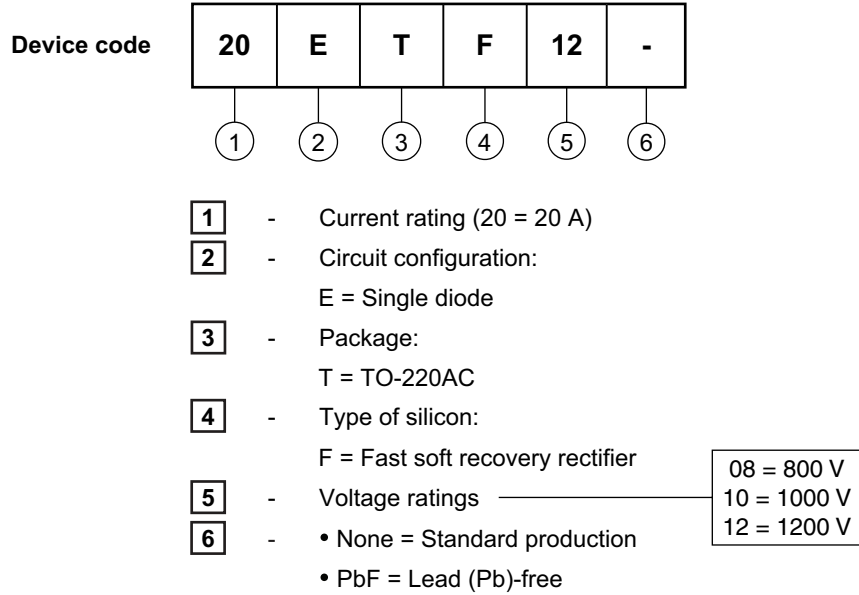 Device code 20 E T F 12 -
1 2 3 4 5 6
1 - Current rating (20 = 20 A)
2 - Circuit configuration:
E = Single diode
3 - Package:
T = TO-220AC
4 - Type of silicon:
F = Fast soft recovery rectifier
5 - Voltage ratings
08 = 800 V
10 = 1000 V
12 = 1200 V
6 - • None = Standard production
• PbF = Lead (Pb)-free